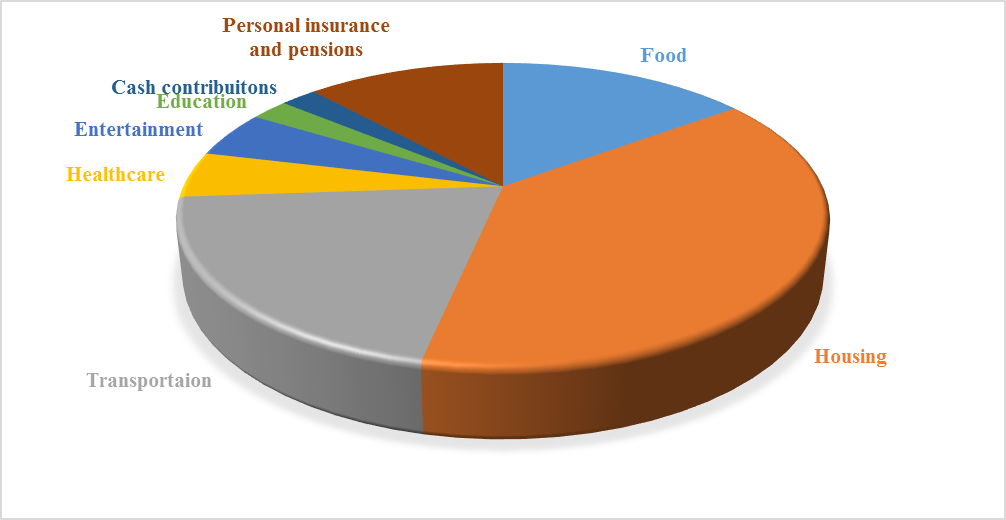 Personal insurance
and pensions
Food
Cash contribuitons
Education
Entertainment
Healthcare
Housing
Transportaion